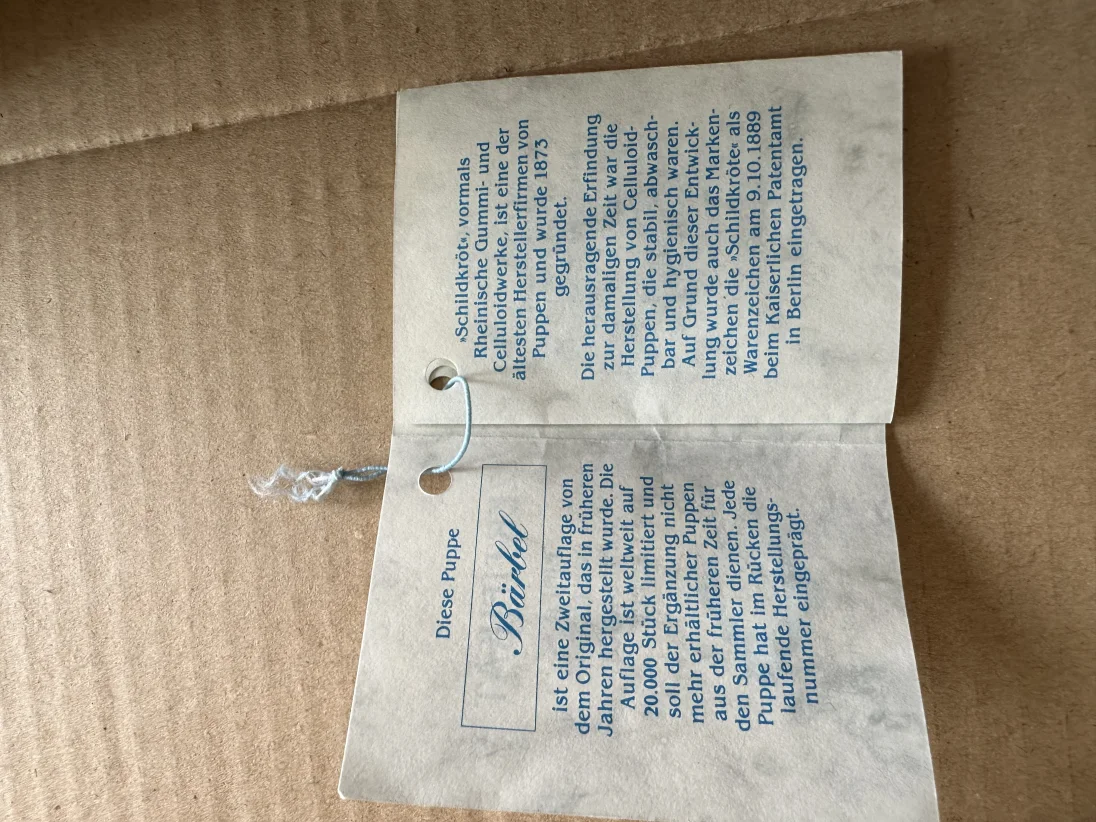 Diese Puppe
Bärbel
ist eine Zweitauflage von
dem Original, das in früheren
Jahren hergestellt wurde. Die
Auflage ist weltweit auf
20.000 Stück limitiert und
soll der Ergänzung nicht
mehr erhältlicher Puppen
aus der früheren Zeit für
den Sammler dienen. Jede
Puppe hat im Rücken die
laufende Herstellungs-
nummer eingeprägt.
»Schildkröt«, vormals
Rheinische Gummi- und
Celluloidwerke, ist eine der
ältesten Herstellerfirmen von
Puppen und wurde 1873
gegründet.
Die herausragende Erfindung
zur damaligen Zeit war die
Herstellung von Celluloid-
Puppen, die stabil, abwasch-
bar und hygienisch waren.
Auf Grund dieser Entwick-
lung wurde auch das Marken-
zeichen die »Schildkröte« als
Warenzeichen am 9.10.1889
beim Kaiserlichen Patentamt
in Berlin eingetragen.